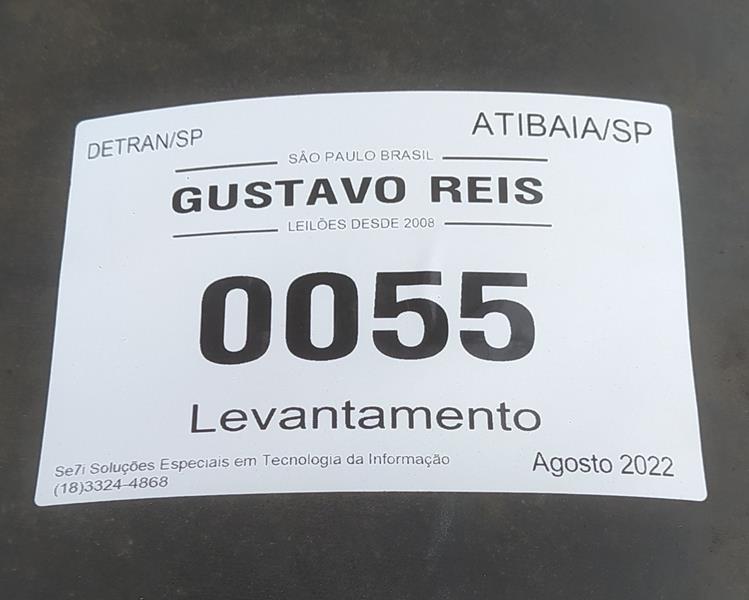 DETRAN/SP
ATIBAIA/SP
SÃO PAULO BRASIL
GUSTAVO REIS
LEILÕES DESDE 2008
0055
Levantamento
Se7i Soluções Especiais em Tecnologia da Informação
(18)3324-4868
Agosto 2022